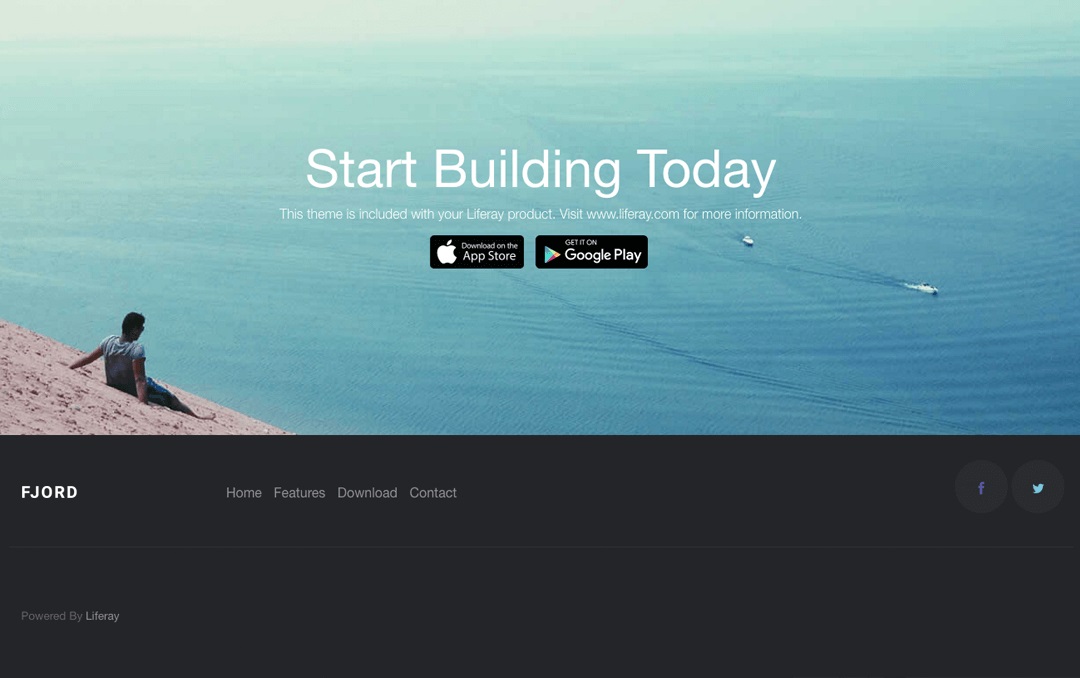 Start Building Today
This theme is included with your Liferay product. Visit www.liferay.com for more information.
Download on the
App Store
GET IT ON
Google Play
FJORD
Home Features Download Contact
Powered By Liferay